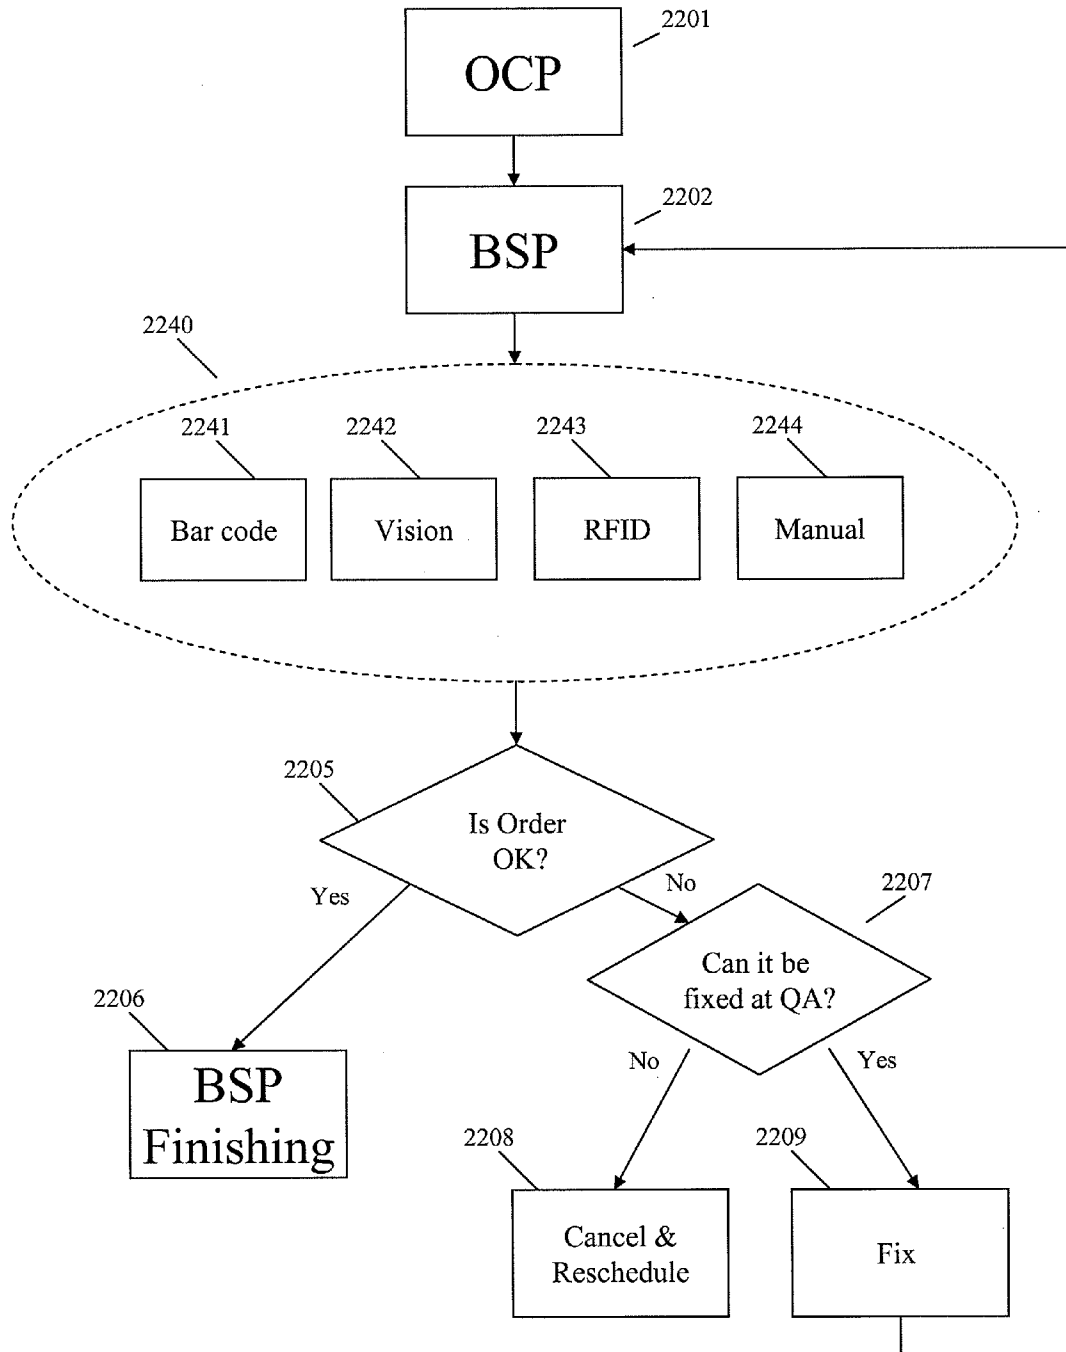 2201
OCP
2202
BSP
2240
2241
2242
2243
2244
Bar code
Vision
RFID
Manual
2205
Is Order
OK?
Yes
No
2207
Can it be
fixed at QA?
2206
BSP
Finishing
No
Yes
2208
2209
Cancel &
Reschedule
Fix